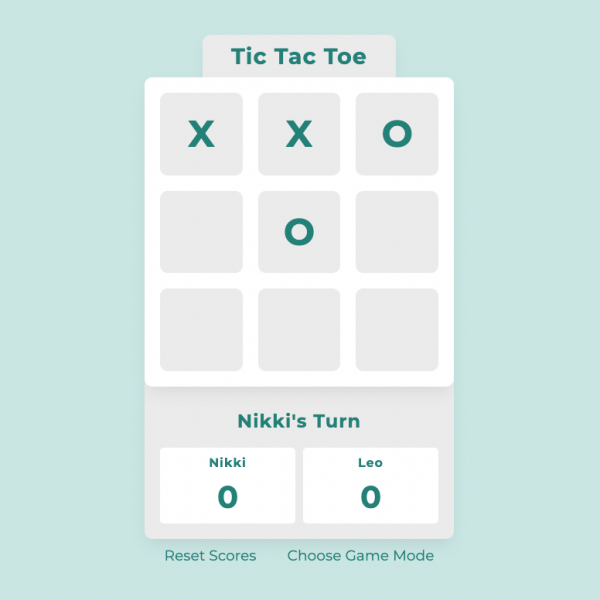 Tic Tac Toe
X X O
O
Nikki's Turn
Nikki Leo
0 0
Reset Scores Choose Game Mode